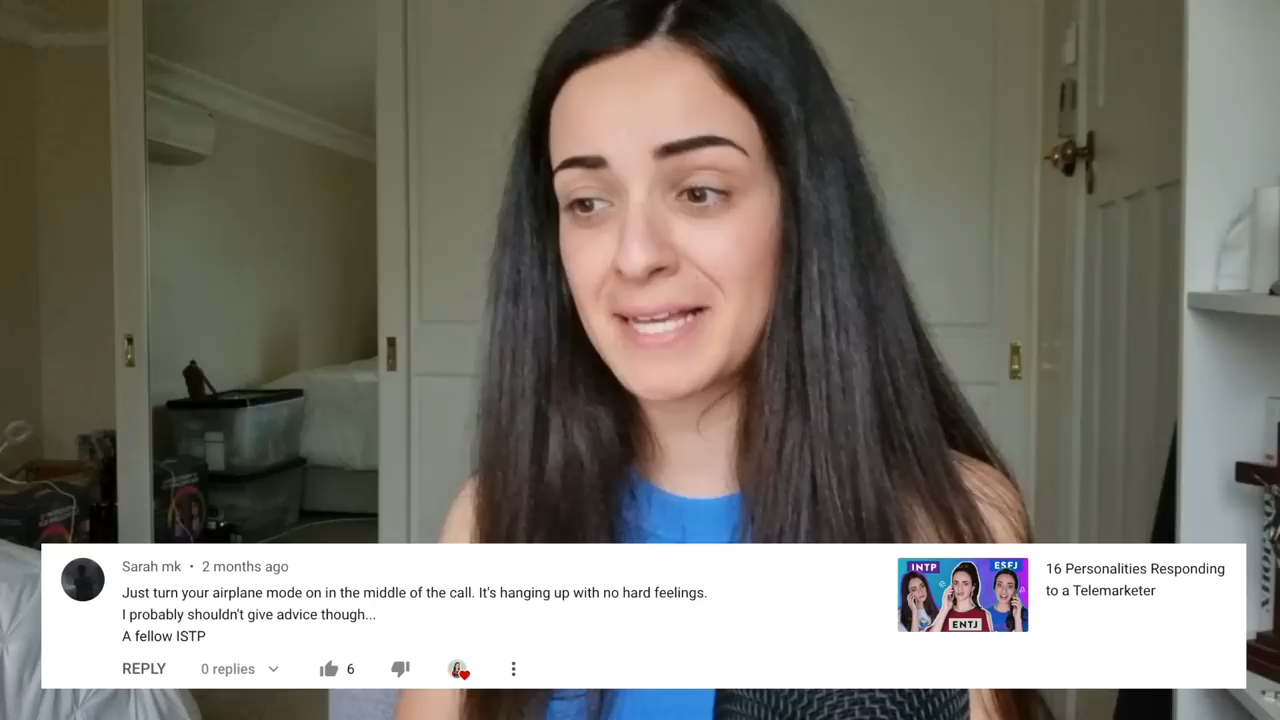 Sarah mk • 2 months ago
Just turn your airplane mode on in the middle of the call. It's hanging up with no hard feelings.
I probably shouldn't give advice though...
A fellow ISTP
REPLY 0 replies 6
INTP
ESFJ
ENTJ
16 Personalities Responding
to a Telemarketer